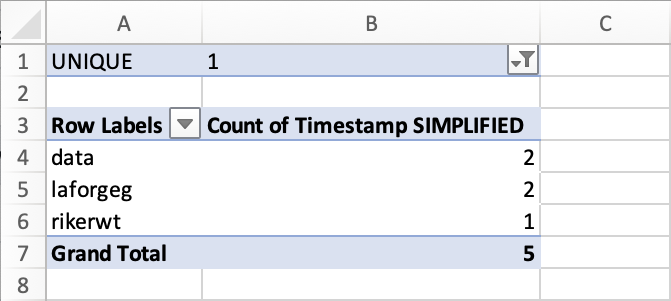 A B C
1 UNIQUE 1
2
3 Row Labels Count of Timestamp SIMPLIFIED
4 data 2
5 laforgeg 2
6 rikerwt 1
7 Grand Total 5
8